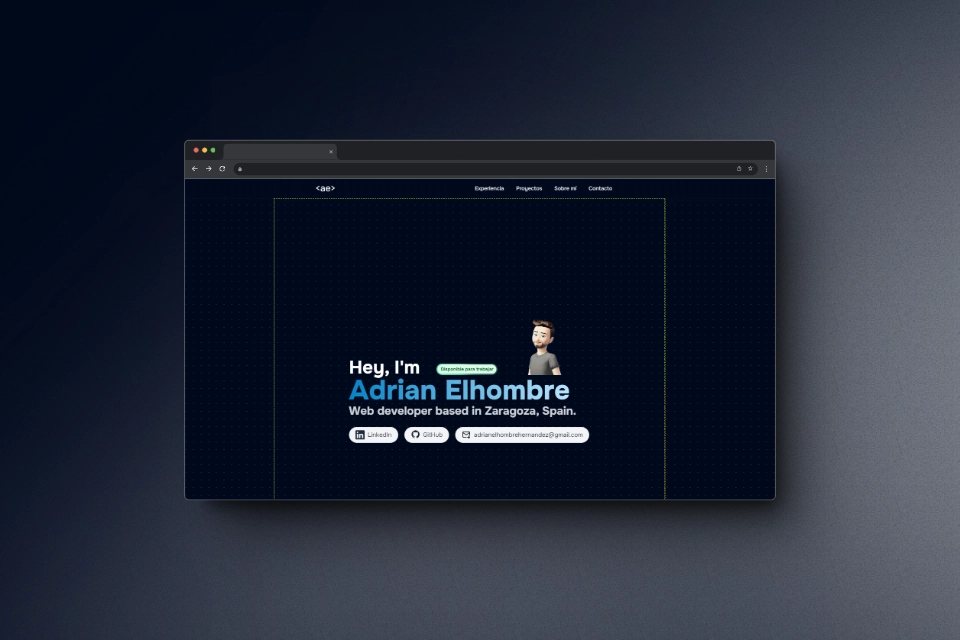 <ae>
Experiencia Proyectos Sobre mí Contacto
Hey, I'm
Disponible para trabajar
Adrian Elhombre
Web developer based in Zaragoza, Spain.
LinkedIn GitHub adrianelhombrehernandez@gmail.com